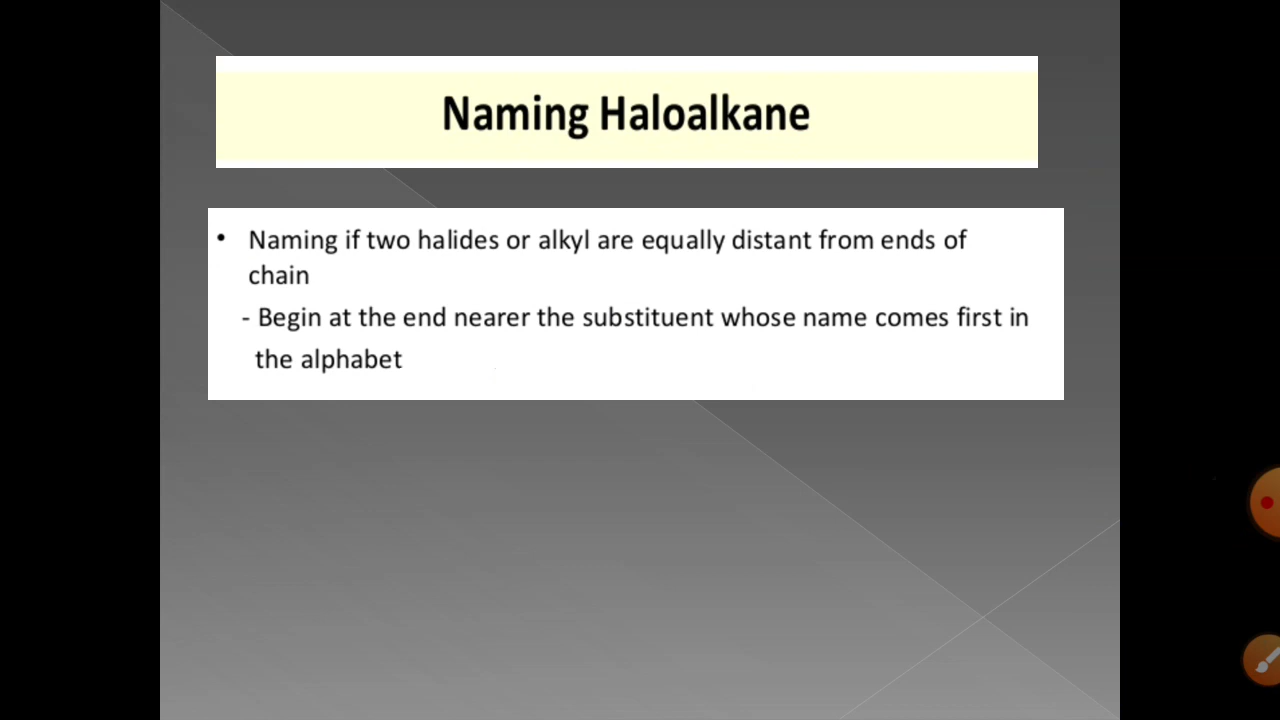 Naming Haloalkane
• Naming if two halides or alkyl are equally distant from ends of
chain
- Begin at the end nearer the substituent whose name comes first in
the alphabet